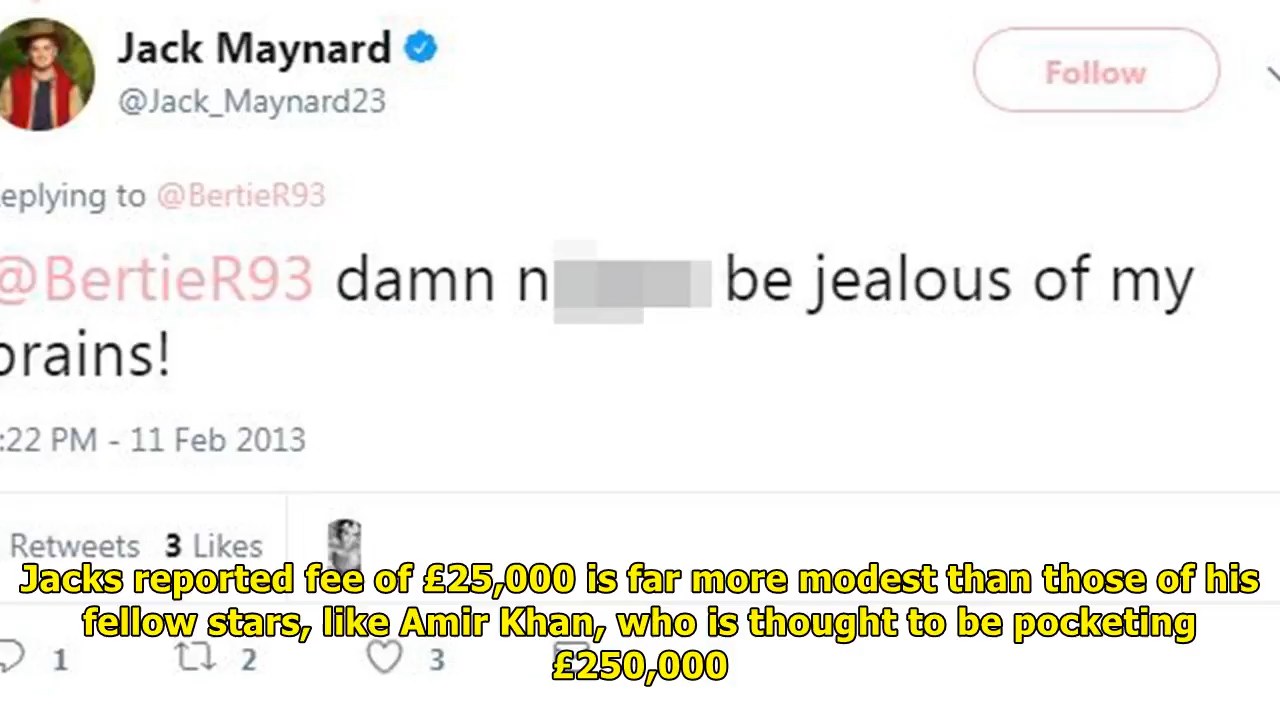 Jack Maynard
@Jack_Maynard23
Follow
eplying to @BertieR93
@BertieR93 damn n be jealous of my
brains!
:22 PM - 11 Feb 2013
Retweets 3 Likes
Jacks reported fee of £25,000 is far more modest than those of his
fellow stars, like Amir Khan, who is thought to be pocketing
£250,000
1 2 3